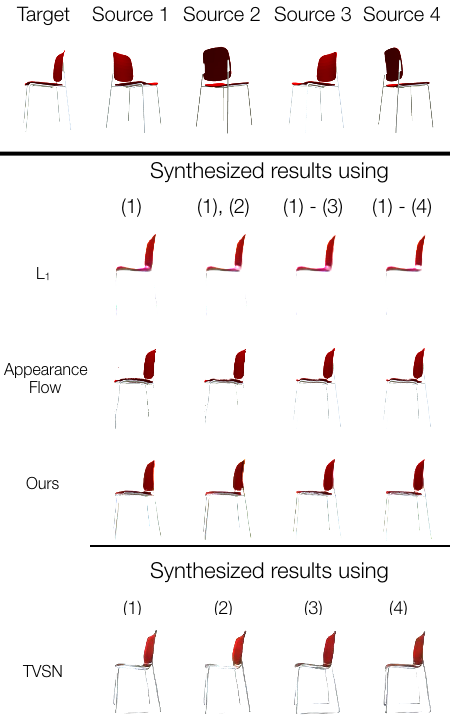 Target Source 1 Source 2 Source 3 Source 4
Synthesized results using
(1) (1), (2) (1) - (3) (1) - (4)
L₁
Appearance
Flow
Ours
Synthesized results using
(1) (2) (3) (4)
TVSN